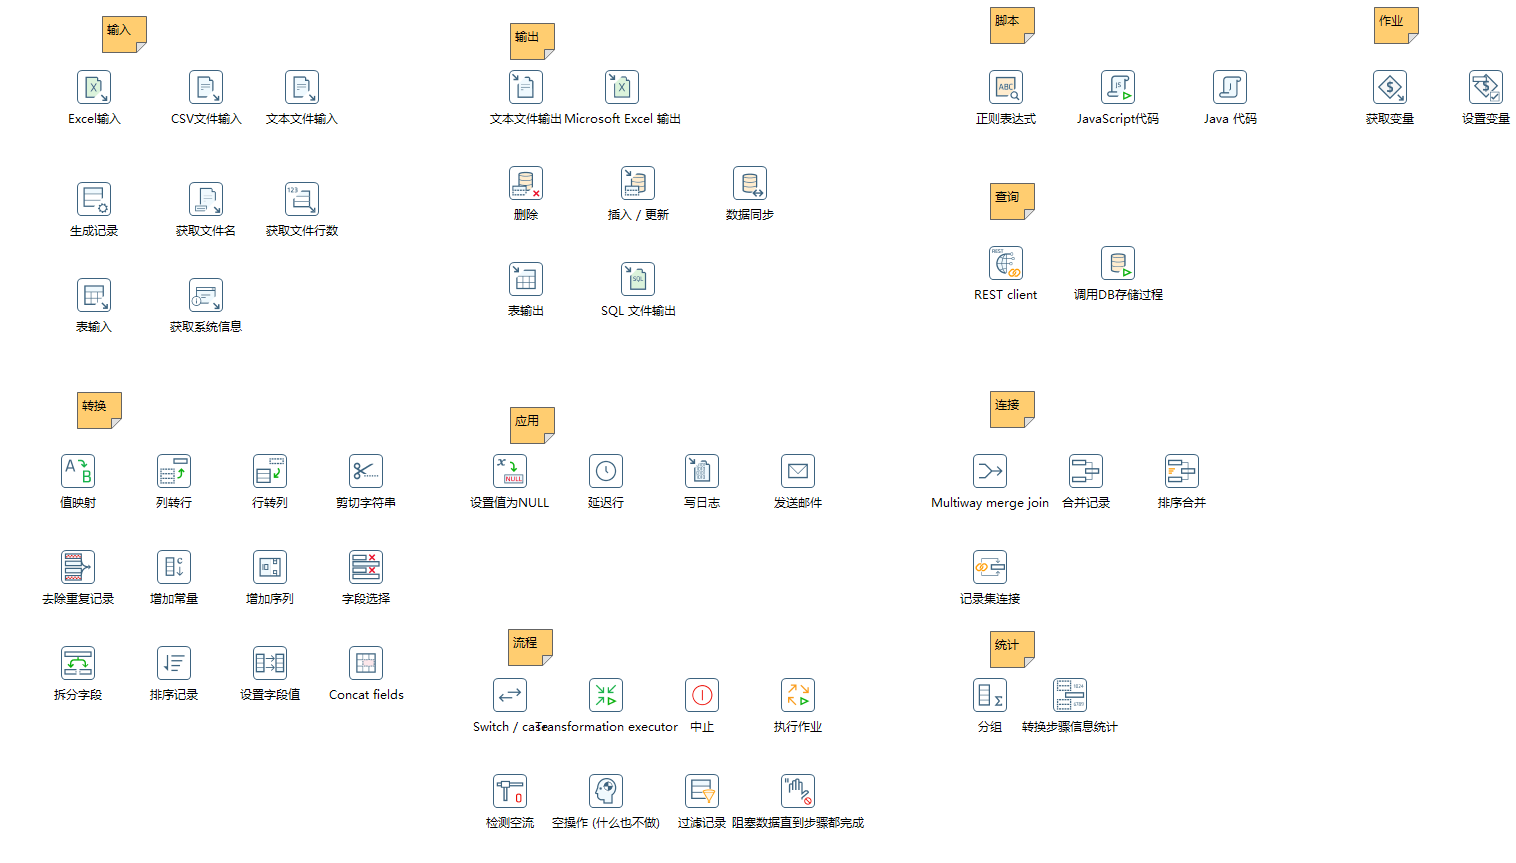 输入
Excel输入
CSV文件输入
文本文件输入
生成记录
获取文件名
获取文件行数
表输入
获取系统信息
输出
文本文件输出
Microsoft Excel 输出
删除
插入 / 更新
数据同步
表输出
SQL 文件输出
脚本
正则表达式
JavaScript代码
Java 代码
作业
获取变量
设置变量
查询
REST client
调用DB存储过程
转换
值映射
列转行
行转列
剪切字符串
去除重复记录
增加常量
增加序列
字段选择
拆分字段
排序记录
设置字段值
Concat fields
应用
设置值为NULL
延迟行
写日志
发送邮件
连接
Multiway merge join
合并记录
排序合并
记录集连接
流程
Switch / case
Transformation executor
中止
执行作业
检测空流
空操作 (什么也不做)
过滤记录
阻塞数据直到步骤都完成
统计
分组
转换步骤信息统计